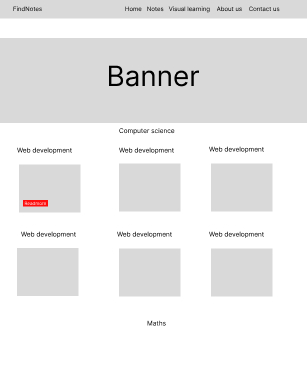 FindNotes Home Notes Visual learning About us Contact us
Banner
Computer science
Web development Web development Web development
Readmore
Web development Web development Web development
Maths